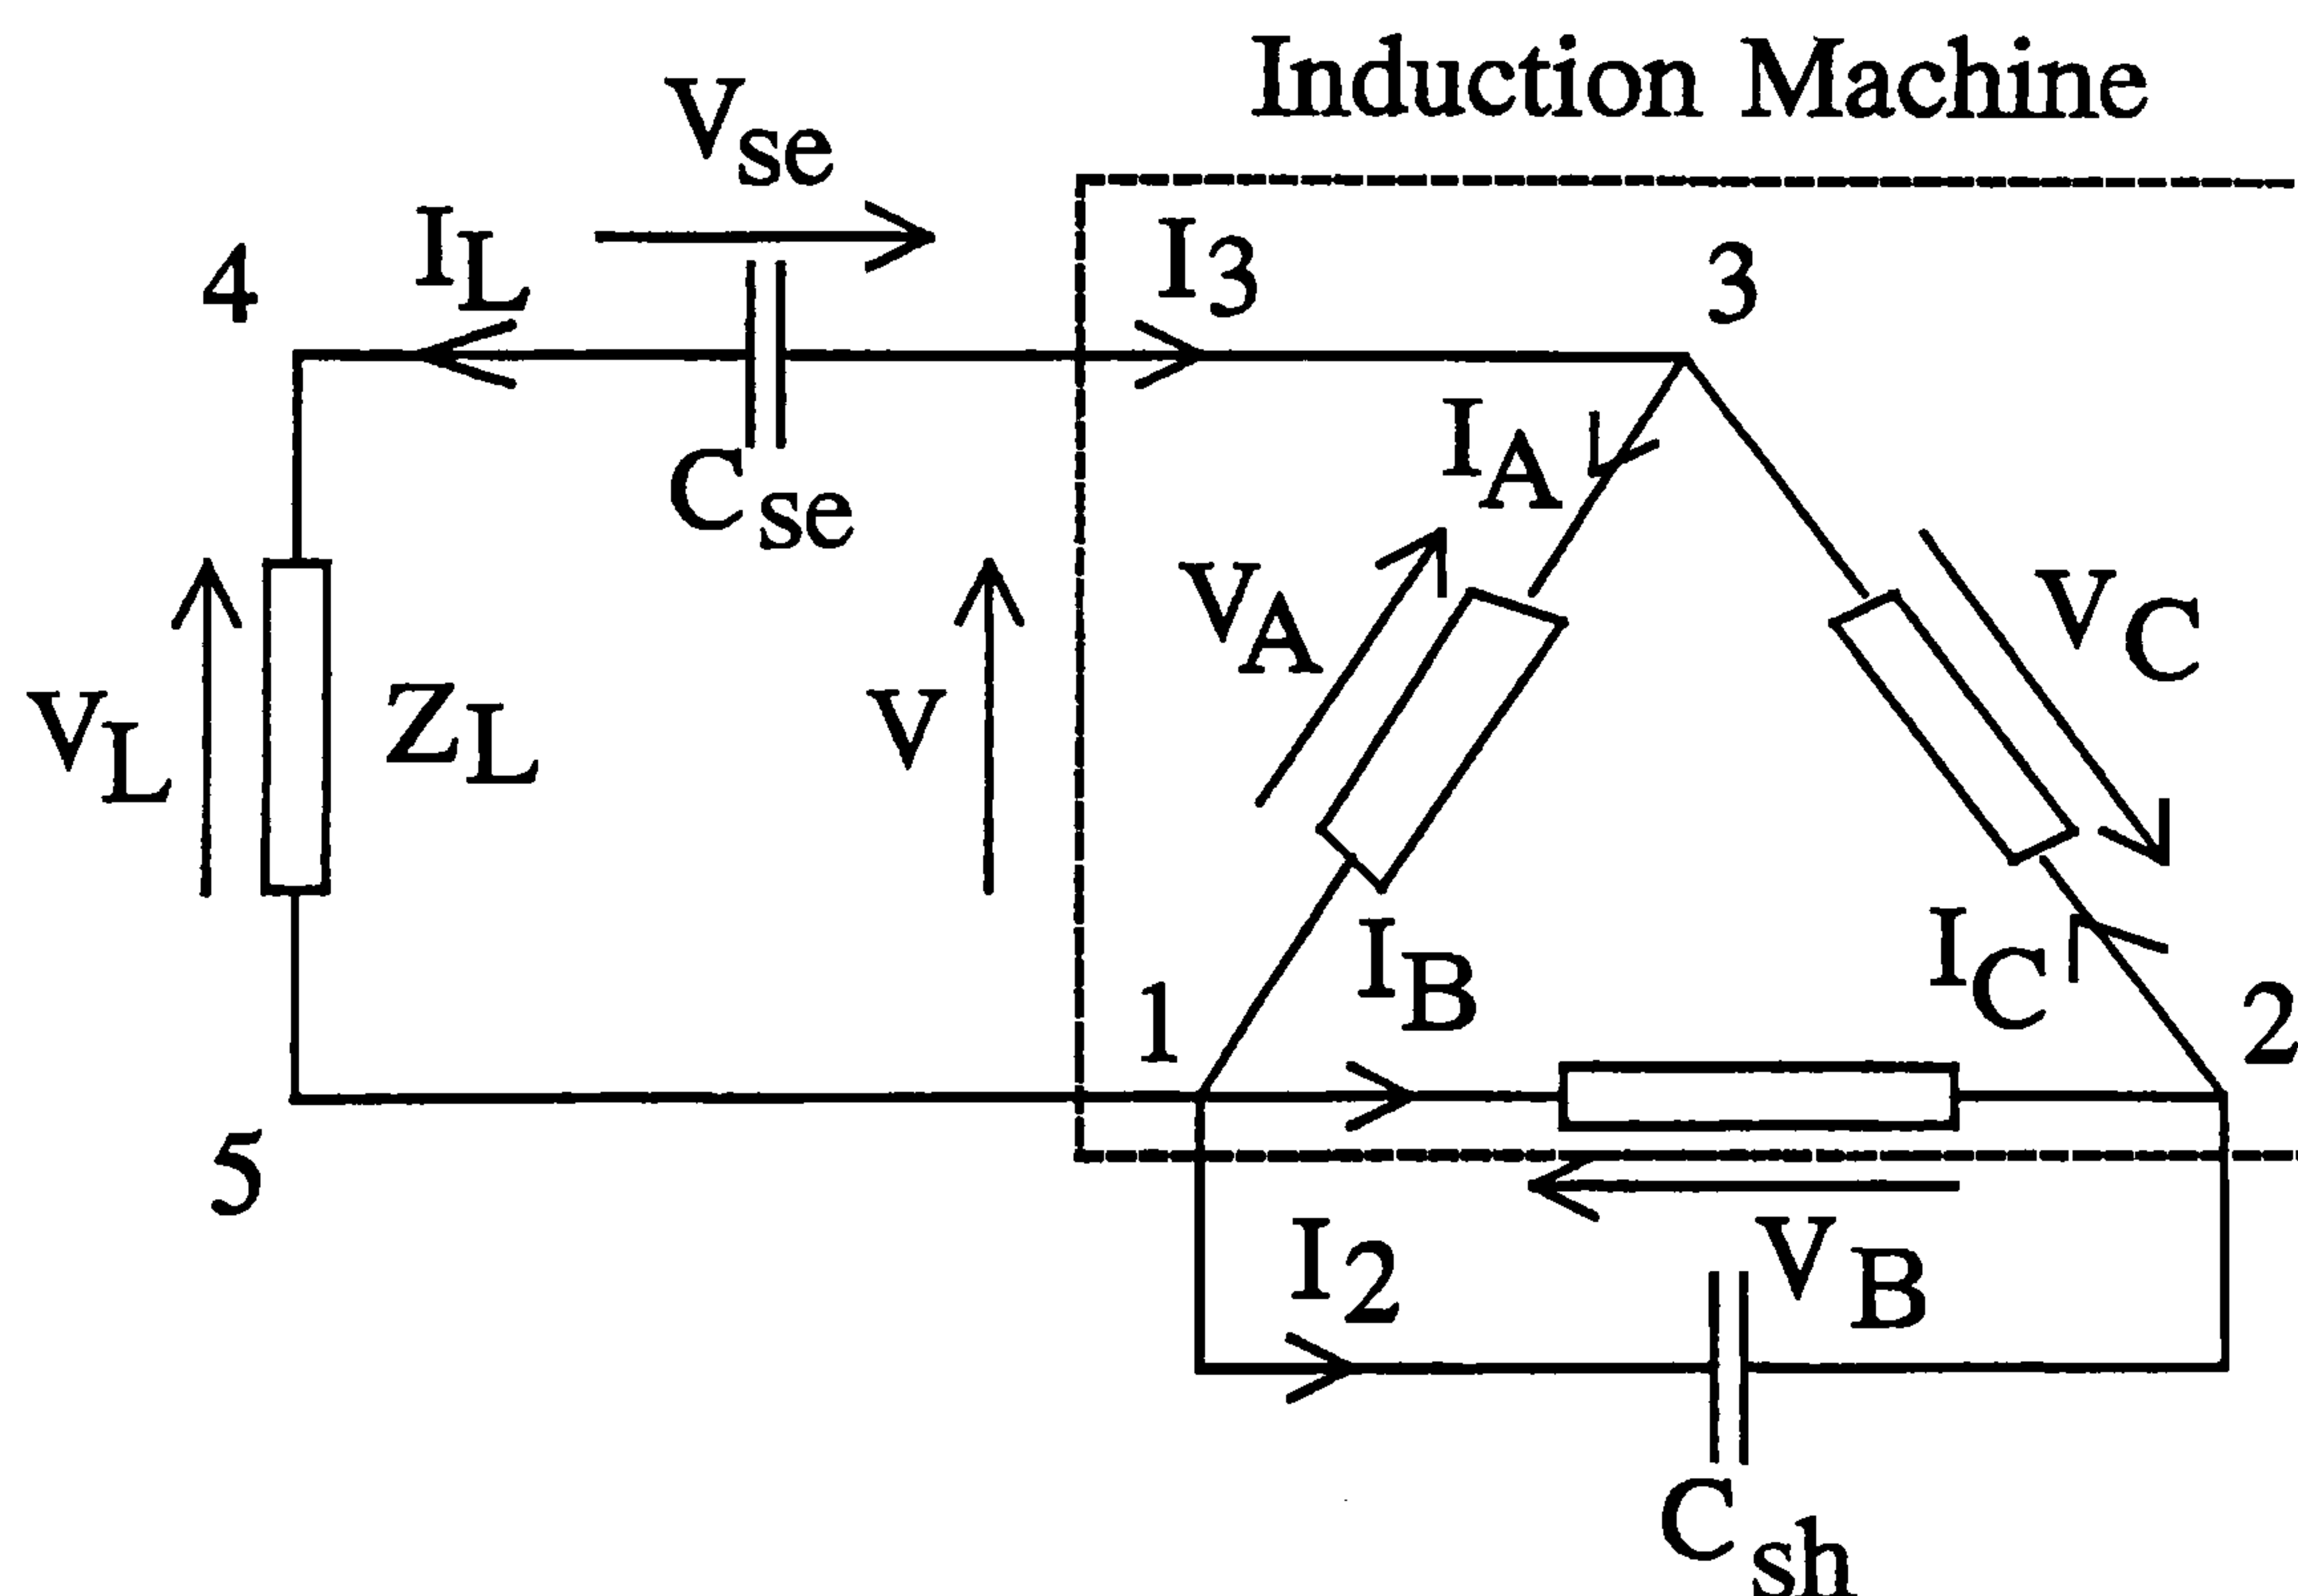 Induction Machine
Vse
IL
I3
4
3
Cse
IA
VA
VC
VL
ZL
V
IB
IC
1
2
5
I2
VB
Csh